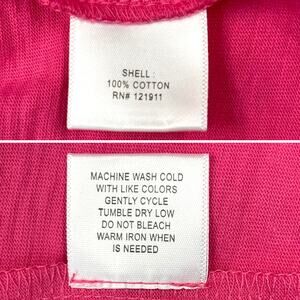 SHELL :
100% COTTON
RN# 121911
MACHINE WASH COLD
WITH LIKE COLORS
GENTLY CYCLE
TUMBLE DRY LOW
DO NOT BLEACH
WARM IRON WHEN
IS NEEDED